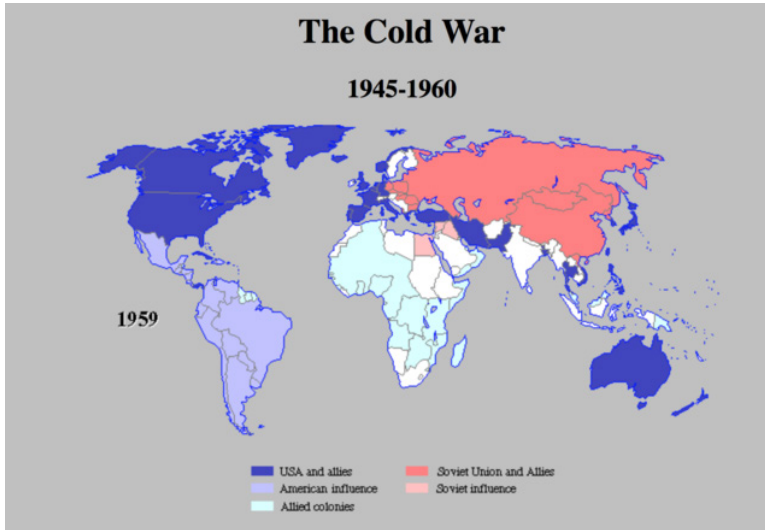 The Cold War
1945-1960
1959
USA and allies
Soviet Union and Allies
American influence
Soviet influence
Allied colonies